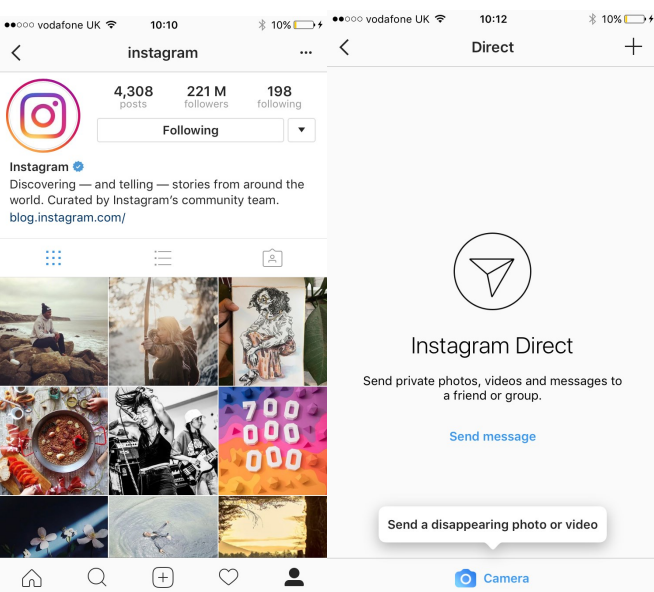 vodafone UK 10:10 10%
instagram
4,308 221 M 198
posts followers following
Following
Instagram
Discovering — and telling — stories from around the
world. Curated by Instagram's community team.
blog.instagram.com/
700
000
000
vodafone UK 10:12 10%
Direct
Instagram Direct
Send private photos, videos and messages to
a friend or group.
Send message
Send a disappearing photo or video
Camera